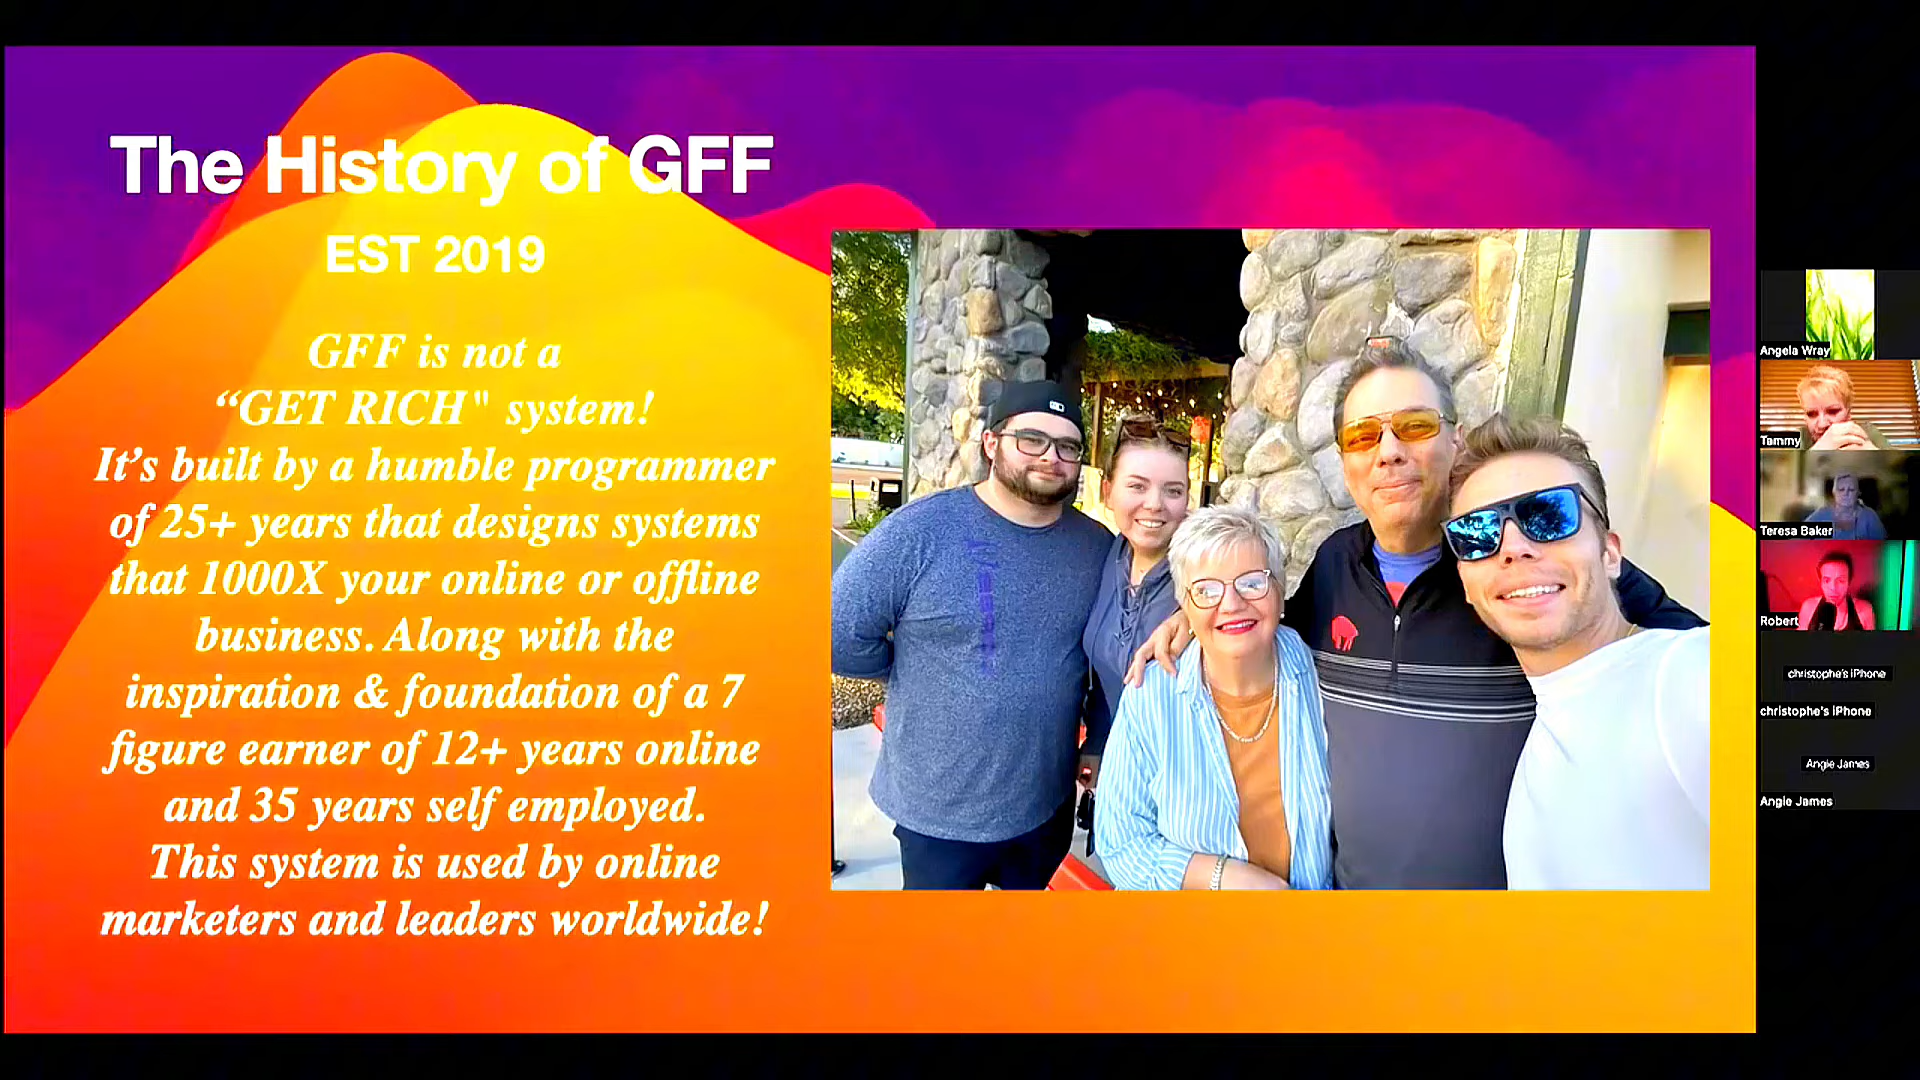 The History of GFF
EST 2019
GFF is not a
“GET RICH" system!
It’s built by a humble programmer
of 25+ years that designs systems
that 1000X your online or offline
business. Along with the
inspiration & foundation of a 7
figure earner of 12+ years online
and 35 years self employed.
This system is used by online
marketers and leaders worldwide!
Angela Wray
Tammy
Teresa Baker
Robert
christophe's iPhone
christophe's iPhone
Angie James
Angie James